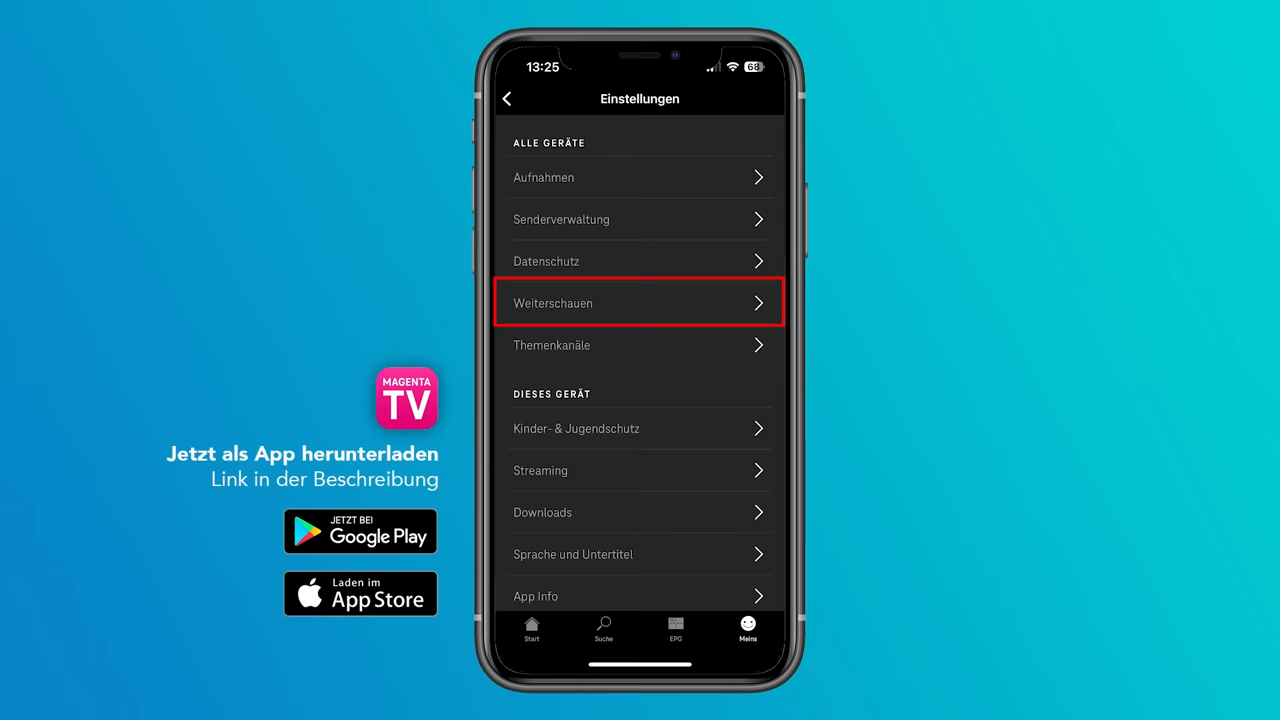 13:25
68
Einstellungen
ALLE GERÄTE
Aufnahmen
Senderverwaltung
Datenschutz
Weiterschauen
Themenkanäle
DIESES GERÄT
Kinder- & Jugendschutz
Streaming
Downloads
Sprache und Untertitel
App Info
Start
Suche
EPG
Meins
MAGENTA
TV
Jetzt als App herunterladen
Link in der Beschreibung
JETZT BEI
Google Play
Laden im
App Store